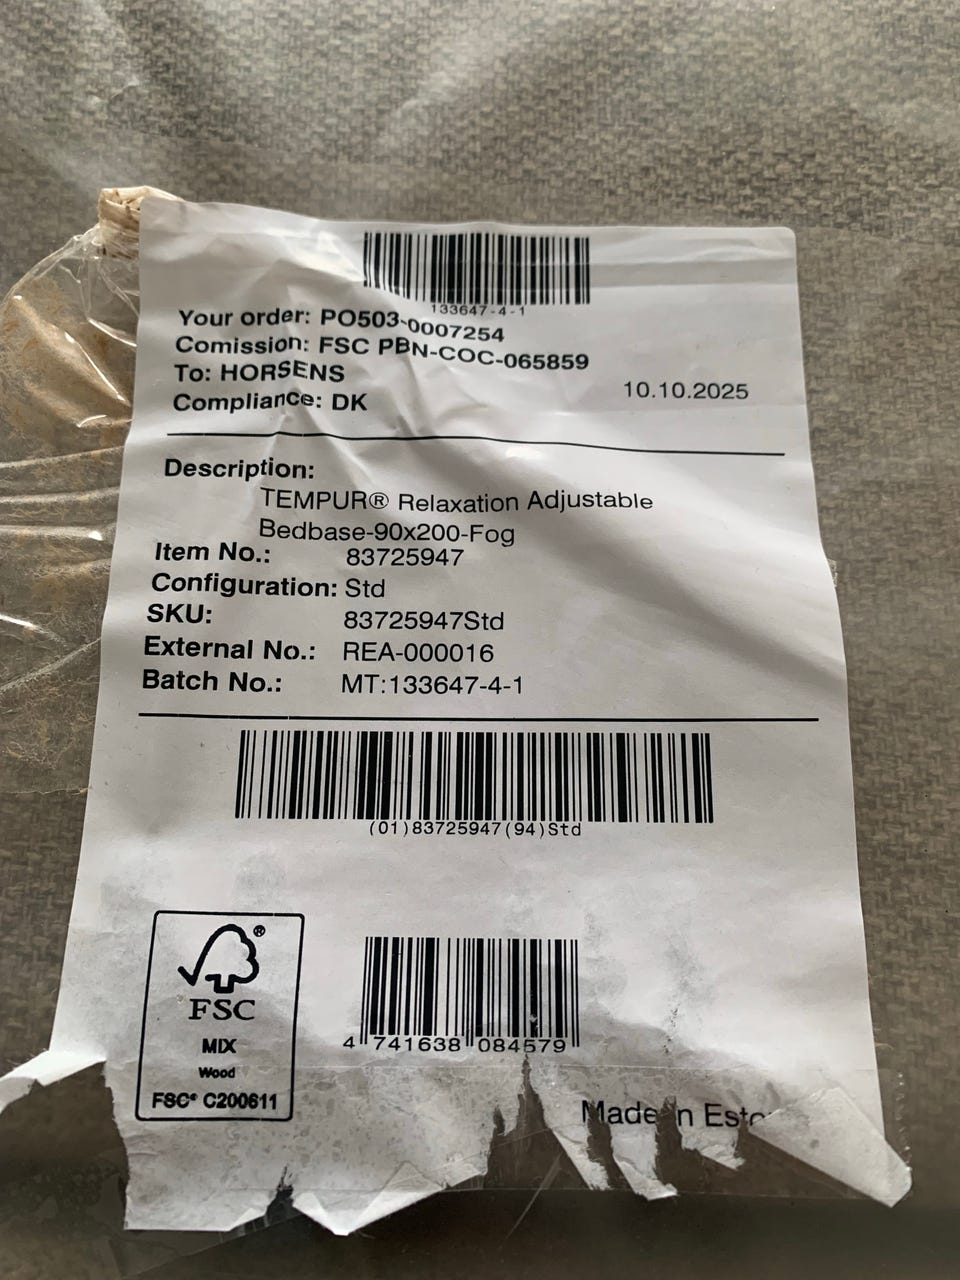 133647-4-1
Your order: PO503-0007254
Comission: FSC PBN-COC-065859
To: HORSENS
10.10.2025
Compliance: DK
Description:
TEMPUR® Relaxation Adjustable
Bedbase-90x200-Fog
Item No.: 83725947
Configuration: Std
SKU: 83725947Std
External No.: REA-000016
Batch No.: MT:133647-4-1
(01)83725947(94)Std
®
FSC
MIX
Wood
FSC® C200611
4 741638 084579
Made in